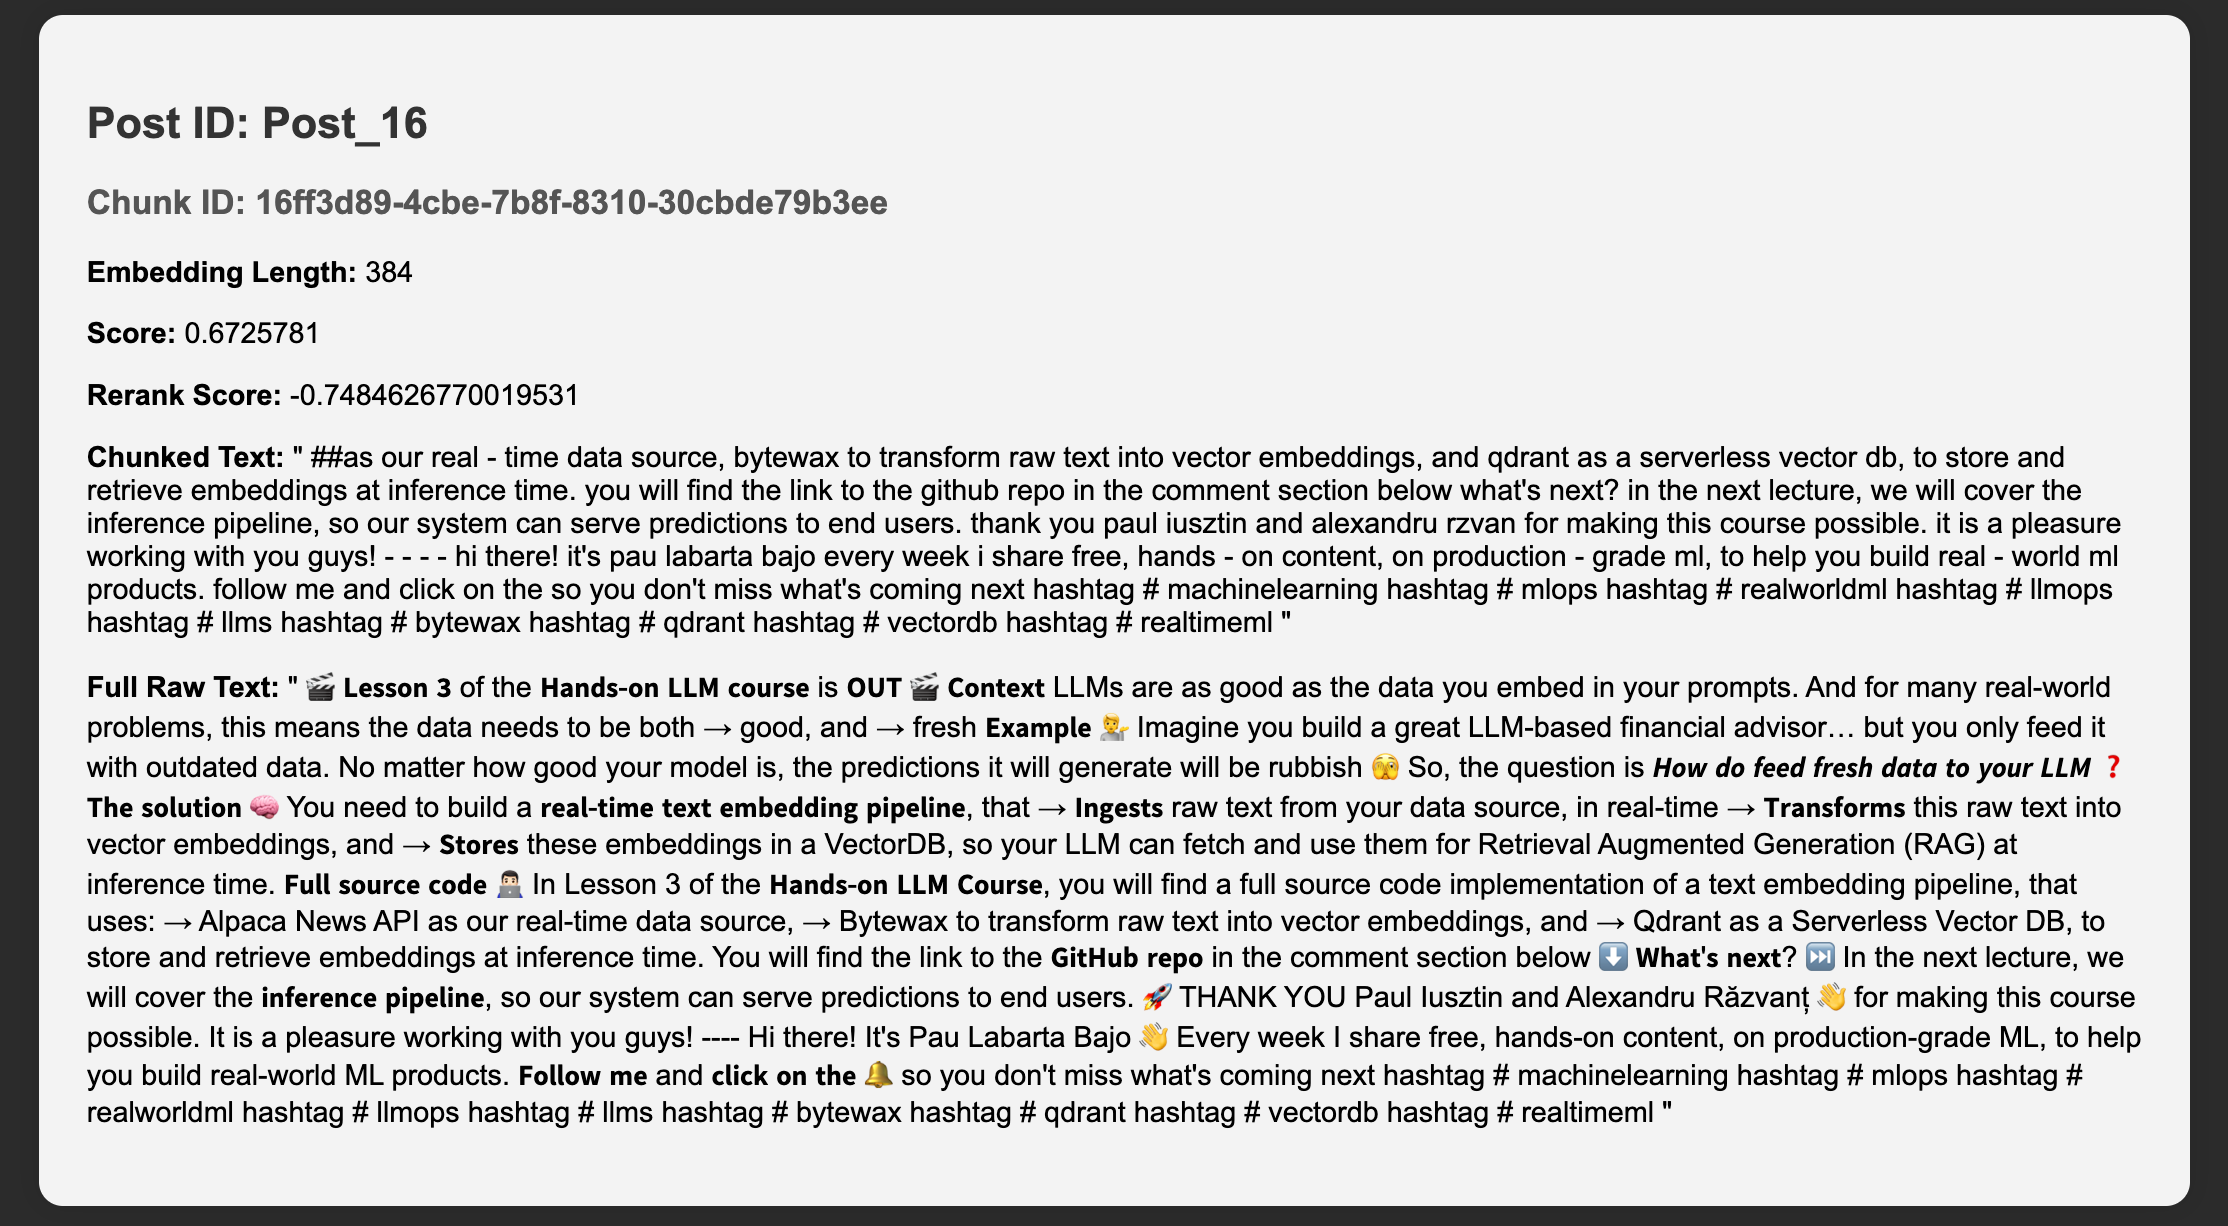 Post ID: Post_16
Chunk ID: 16ff3d89-4cbe-7b8f-8310-30cbde79b3ee
Embedding Length: 384
Score: 0.6725781
Rerank Score: -0.7484626770019531
Chunked Text: " ##as our real - time data source, bytewax to transform raw text into vector embeddings, and qdrant as a serverless vector db, to store and
retrieve embeddings at inference time. you will find the link to the github repo in the comment section below what's next? in the next lecture, we will cover the
inference pipeline, so our system can serve predictions to end users. thank you paul iusztin and alexandru rzvan for making this course possible. it is a pleasure
working with you guys! - - - - hi there! it's pau labarta bajo every week i share free, hands - on content, on production - grade ml, to help you build real - world ml
products. follow me and click on the so you don't miss what's coming next hashtag # machinelearning hashtag # mlops hashtag # realworldml hashtag # llmops
hashtag # llms hashtag # bytewax hashtag # qdrant hashtag # vectordb hashtag # realtimeml "
Full Raw Text: " 🎬 Lesson 3 of the Hands-on LLM course is OUT 🎬 Context LLMs are as good as the data you embed in your prompts. And for many real-world
problems, this means the data needs to be both → good, and → fresh Example 💁 Imagine you build a great LLM-based financial advisor… but you only feed it
with outdated data. No matter how good your model is, the predictions it will generate will be rubbish 🫣 So, the question is How do feed fresh data to your LLM ❓
The solution 🧠 You need to build a real-time text embedding pipeline, that → Ingests raw text from your data source, in real-time → Transforms this raw text into
vector embeddings, and → Stores these embeddings in a VectorDB, so your LLM can fetch and use them for Retrieval Augmented Generation (RAG) at
inference time. Full source code 👨🏻‍💻 In Lesson 3 of the Hands-on LLM Course, you will find a full source code implementation of a text embedding pipeline, that
uses: → Alpaca News API as our real-time data source, → Bytewax to transform raw text into vector embeddings, and → Qdrant as a Serverless Vector DB, to
store and retrieve embeddings at inference time. You will find the link to the GitHub repo in the comment section below ⬇️ What's next? ⏭️ In the next lecture, we
will cover the inference pipeline, so our system can serve predictions to end users. 🚀 THANK YOU Paul Iusztin and Alexandru Răzvanț 👋 for making this course
possible. It is a pleasure working with you guys! ---- Hi there! It's Pau Labarta Bajo 👋 Every week I share free, hands-on content, on production-grade ML, to help
you build real-world ML products. Follow me and click on the 🔔 so you don't miss what's coming next hashtag # machinelearning hashtag # mlops hashtag #
realworldml hashtag # llmops hashtag # llms hashtag # bytewax hashtag # qdrant hashtag # vectordb hashtag # realtimeml "